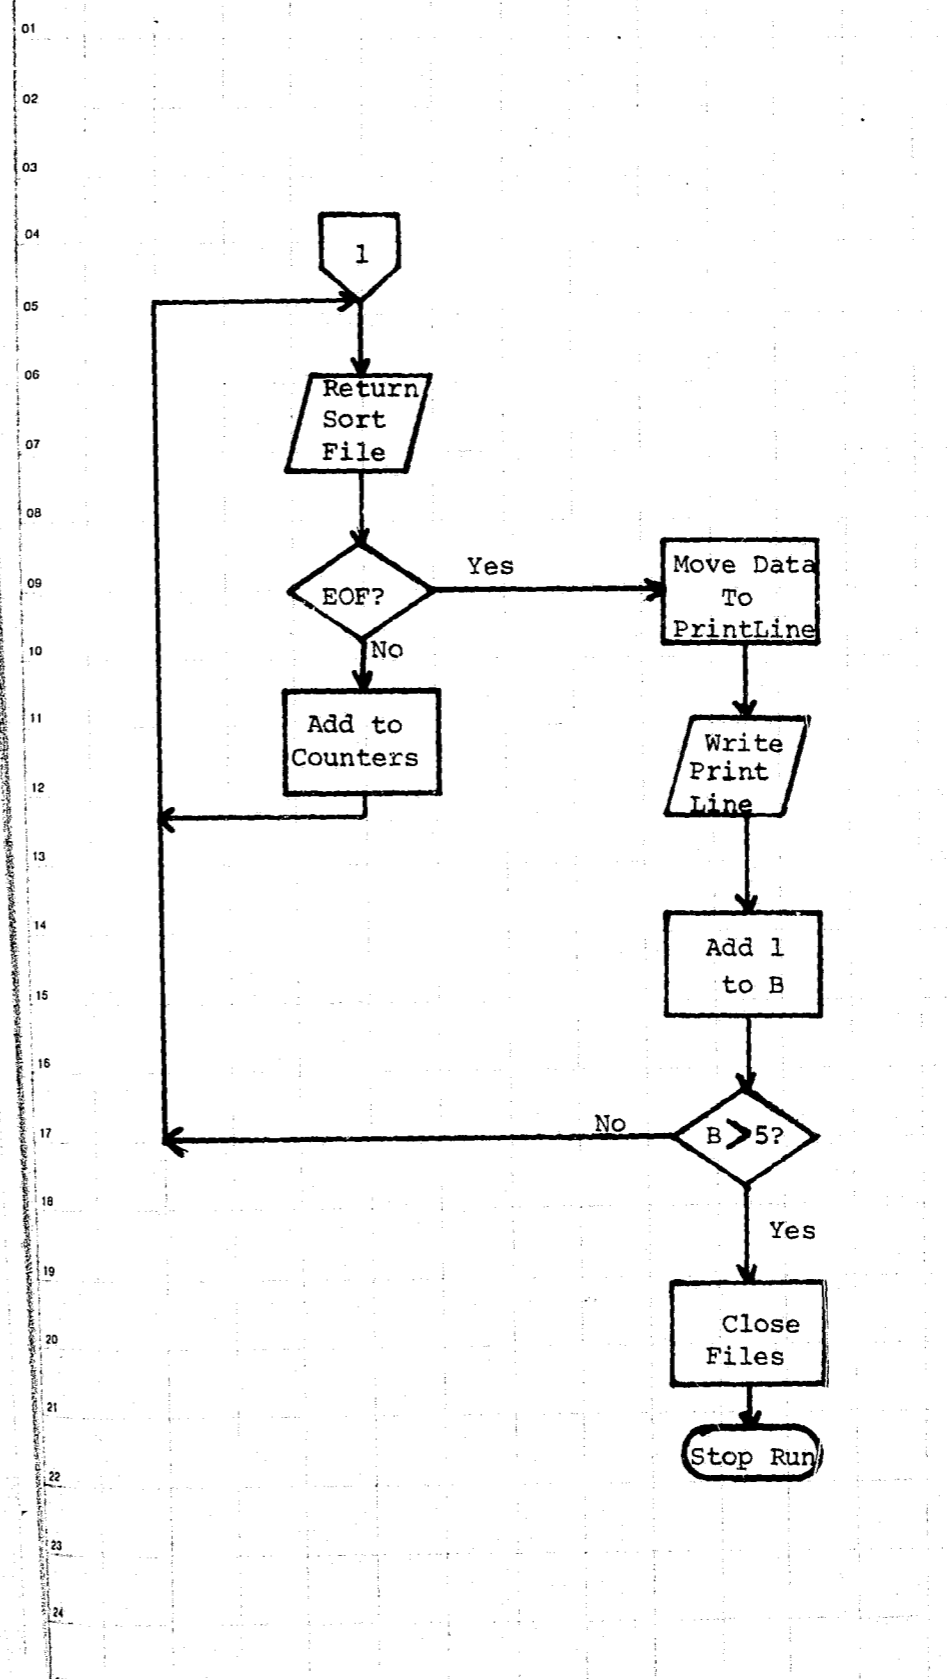 01
02
03
04
1
05
06
Return
Sort
File
07
08
09
EOF?
Yes
Move Data
To
PrintLine
10
No
11
Add to
Counters
Write
Print
Line
12
13
14
Add 1
to B
15
16
17
No
B > 5?
18
Yes
19
Close
Files
20
21
Stop Run
22
23
24